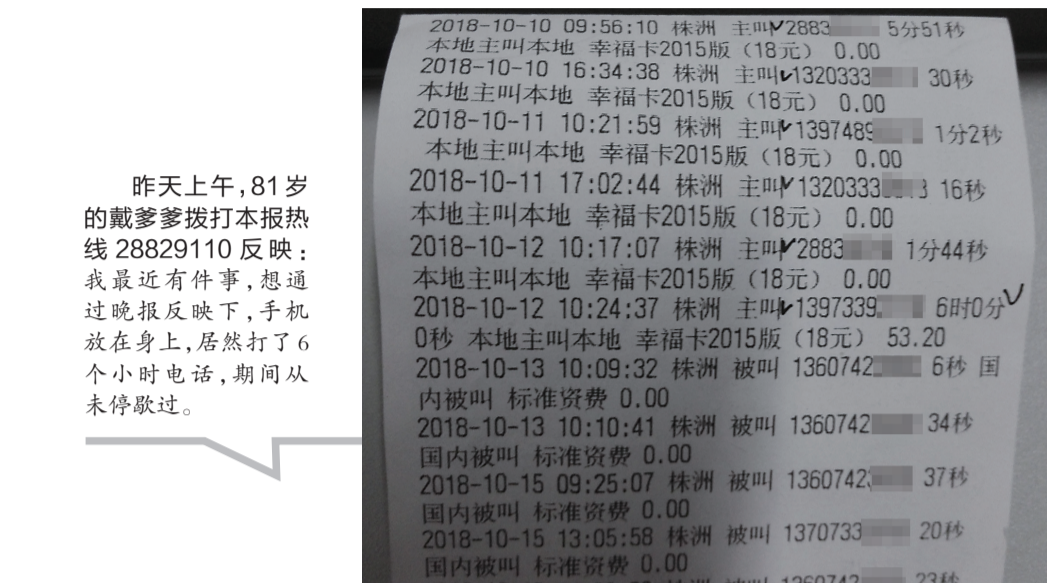 昨天上午,81岁
的戴爹爹拨打本报热
线28829110反映:
我最近有件事,想通
过晚报反映下,手机
放在身上,居然打了6
个小时电话,期间从
未停歇过。
2018-10-10 09:56:10 株洲 主叫 2883 5分51秒
本地主叫本地 幸福卡2015版(18元) 0.00
2018-10-10 16:34:38 株洲 主叫 1320333 30秒
本地主叫本地 幸福卡2015版(18元) 0.00
2018-10-11 10:21:59 株洲 主叫 1397489 1分2秒
本地主叫本地 幸福卡2015版(18元) 0.00
2018-10-11 17:02:44 株洲 主叫 1320333 16秒
本地主叫本地 幸福卡2015版(18元) 0.00
2018-10-12 10:17:07 株洲 主叫 2883 1分44秒
本地主叫本地 幸福卡2015版(18元) 0.00
2018-10-12 10:24:37 株洲 主叫 1397339 6时0分
0秒 本地主叫本地 幸福卡2015版(18元) 53.20
2018-10-13 10:09:32 株洲 被叫 1360742 6秒 国
内被叫 标准资费 0.00
2018-10-13 10:10:41 株洲 被叫 1360742 34秒
国内被叫 标准资费 0.00
2018-10-15 09:25:07 株洲 被叫 1360742 37秒
国内被叫 标准资费 0.00
2018-10-15 13:05:58 株洲 被叫 1370733 20秒
国内被叫 标准资费 0.00